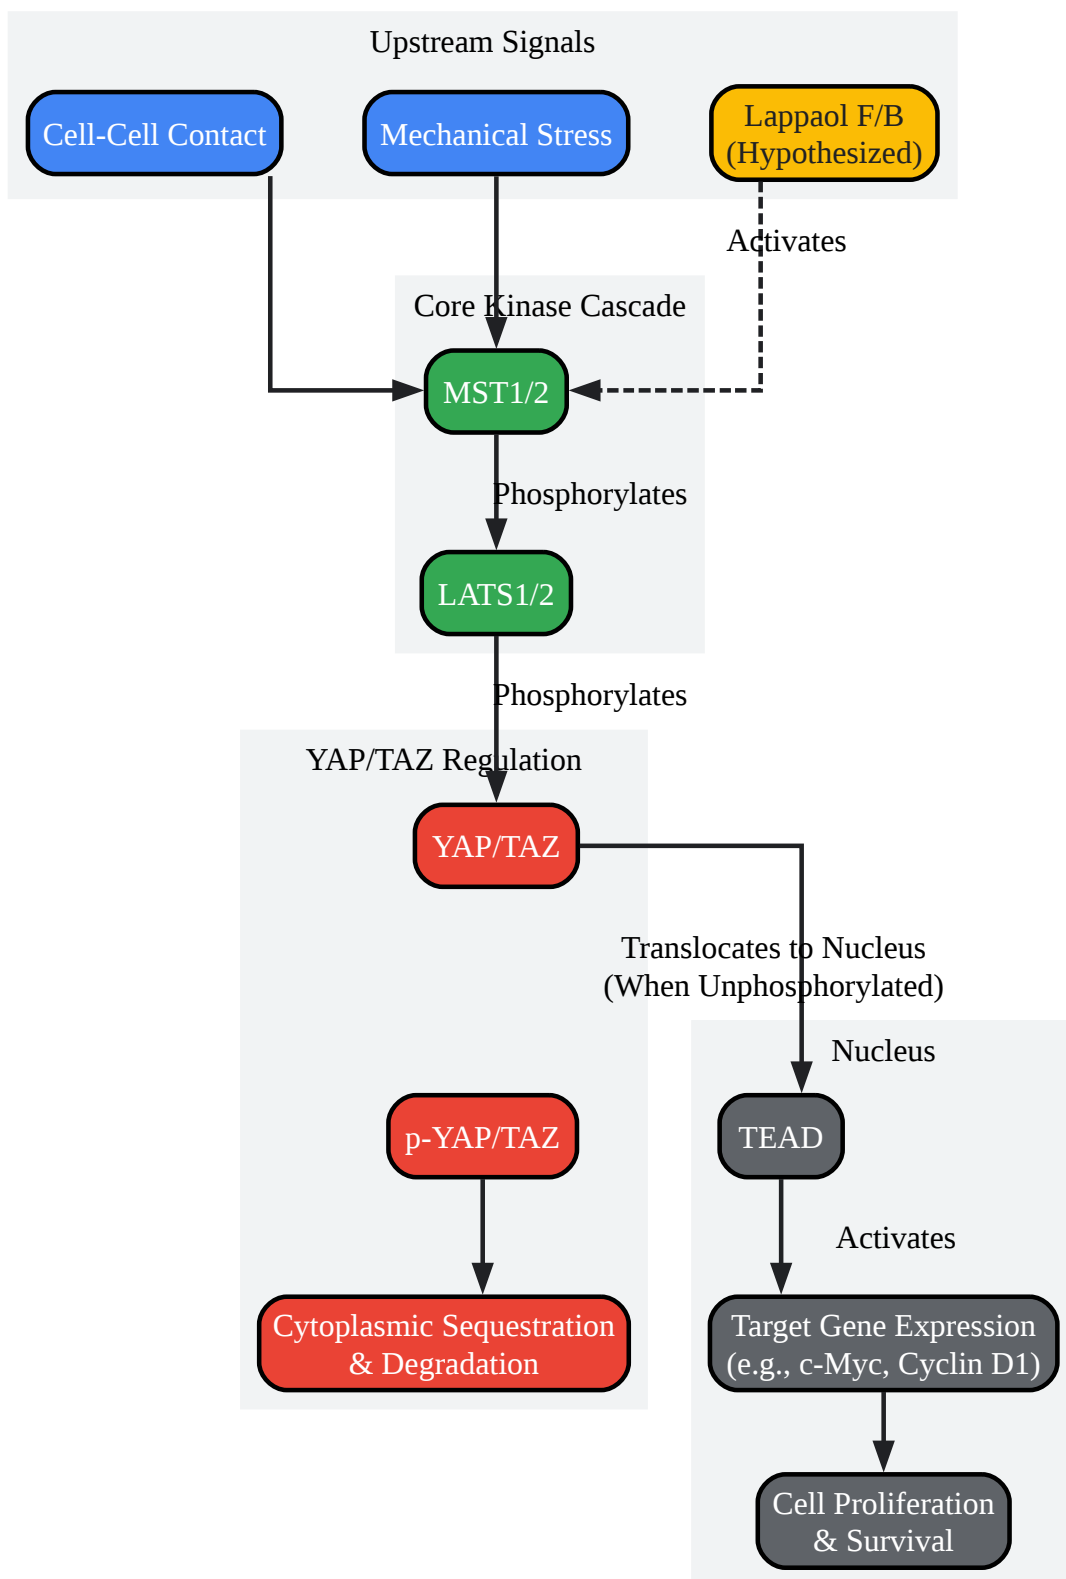 Upstream Signals
Cell-Cell Contact
Mechanical Stress
Lappaol F/B
(Hypothesized)
Activates
Core Kinase Cascade
MST1/2
Phosphorylates
LATS1/2
Phosphorylates
YAP/TAZ Regulation
YAP/TAZ
Translocates to Nucleus
(When Unphosphorylated)
Nucleus
p-YAP/TAZ
TEAD
Activates
Cytoplasmic Sequestration
& Degradation
Target Gene Expression
(e.g., c-Myc, Cyclin D1)
Cell Proliferation
& Survival